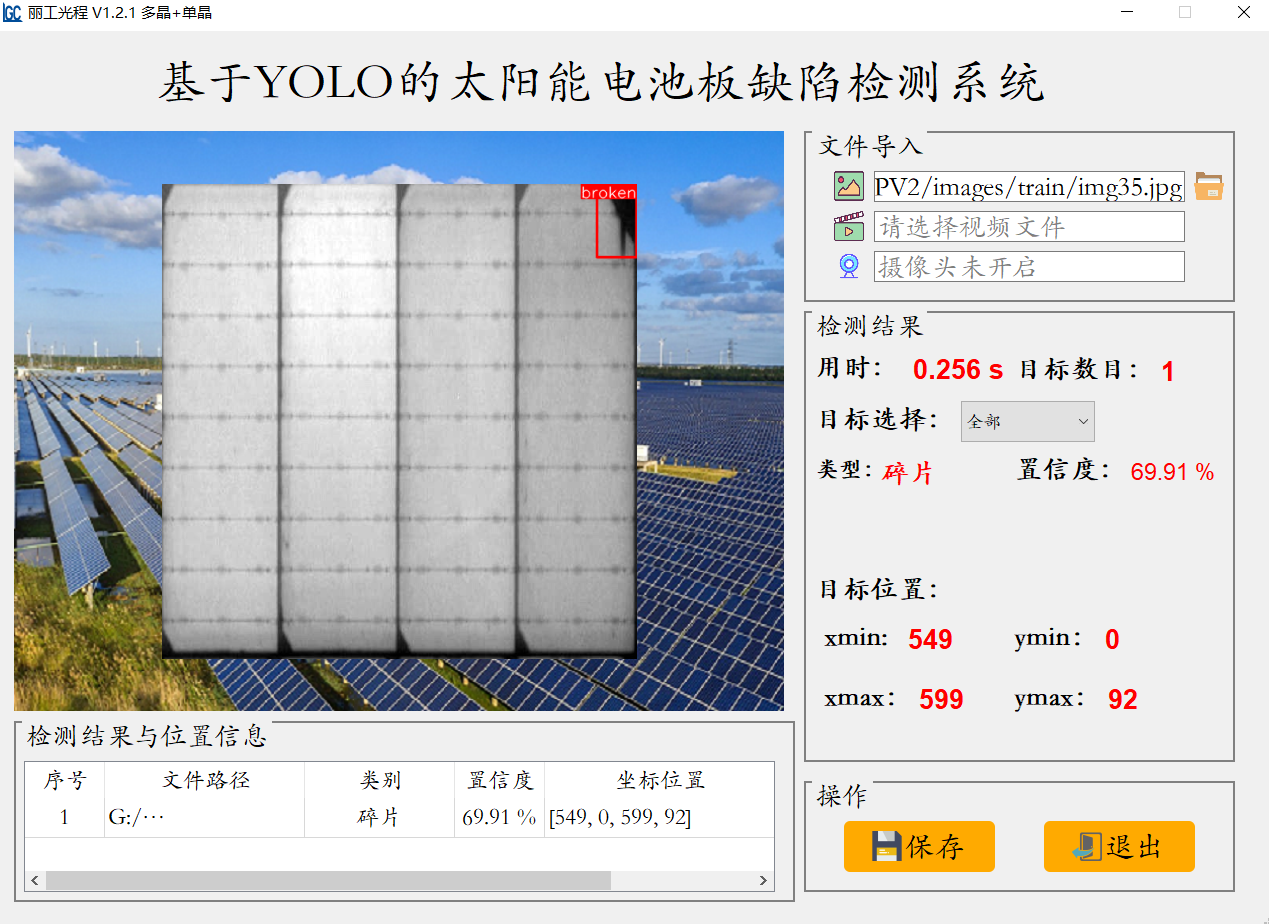 丽工光程 V1.2.1 多晶+单晶
基于YOLO的太阳能电池板缺陷检测系统
broken
文件导入
PV2/images/train/img35.jpg
请选择视频文件
摄像头未开启
检测结果
用时： 0.256 s 目标数目： 1
目标选择： 全部
类型： 碎片 置信度： 69.91 %
目标位置：
xmin: 549 ymin： 0
xmax： 599 ymax： 92
检测结果与位置信息
序号 文件路径 类别 置信度 坐标位置
1 G:/… 碎片 69.91 % [549, 0, 599, 92]
操作
保存 退出